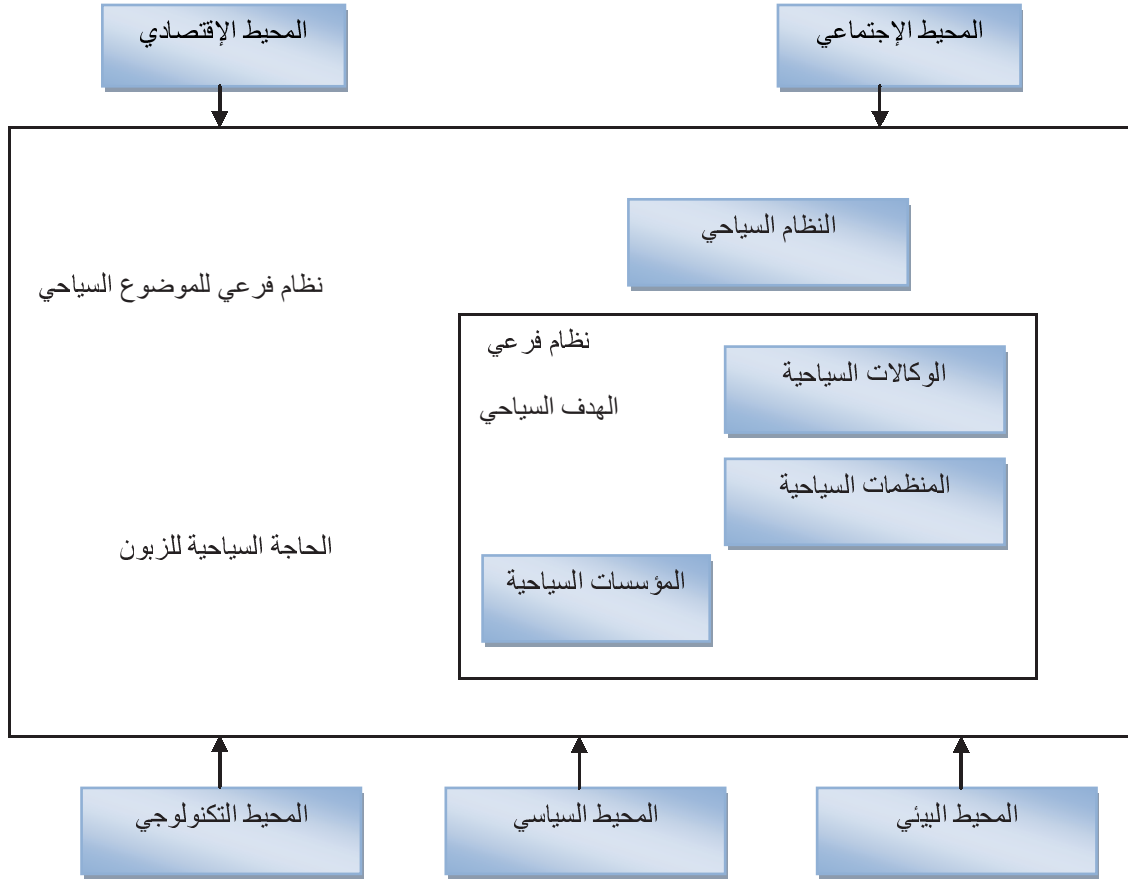 المحيط الإجتماعي
المحيط الإقتصادي
النظام السياحي
نظام فرعي للموضوع السياحي
نظام فرعي
الوكالات السياحية
الهدف السياحي
المنظمات السياحية
الحاجة السياحية للزبون
المؤسسات السياحية
المحيط البيئي
المحيط السياسي
المحيط التكنولوجي